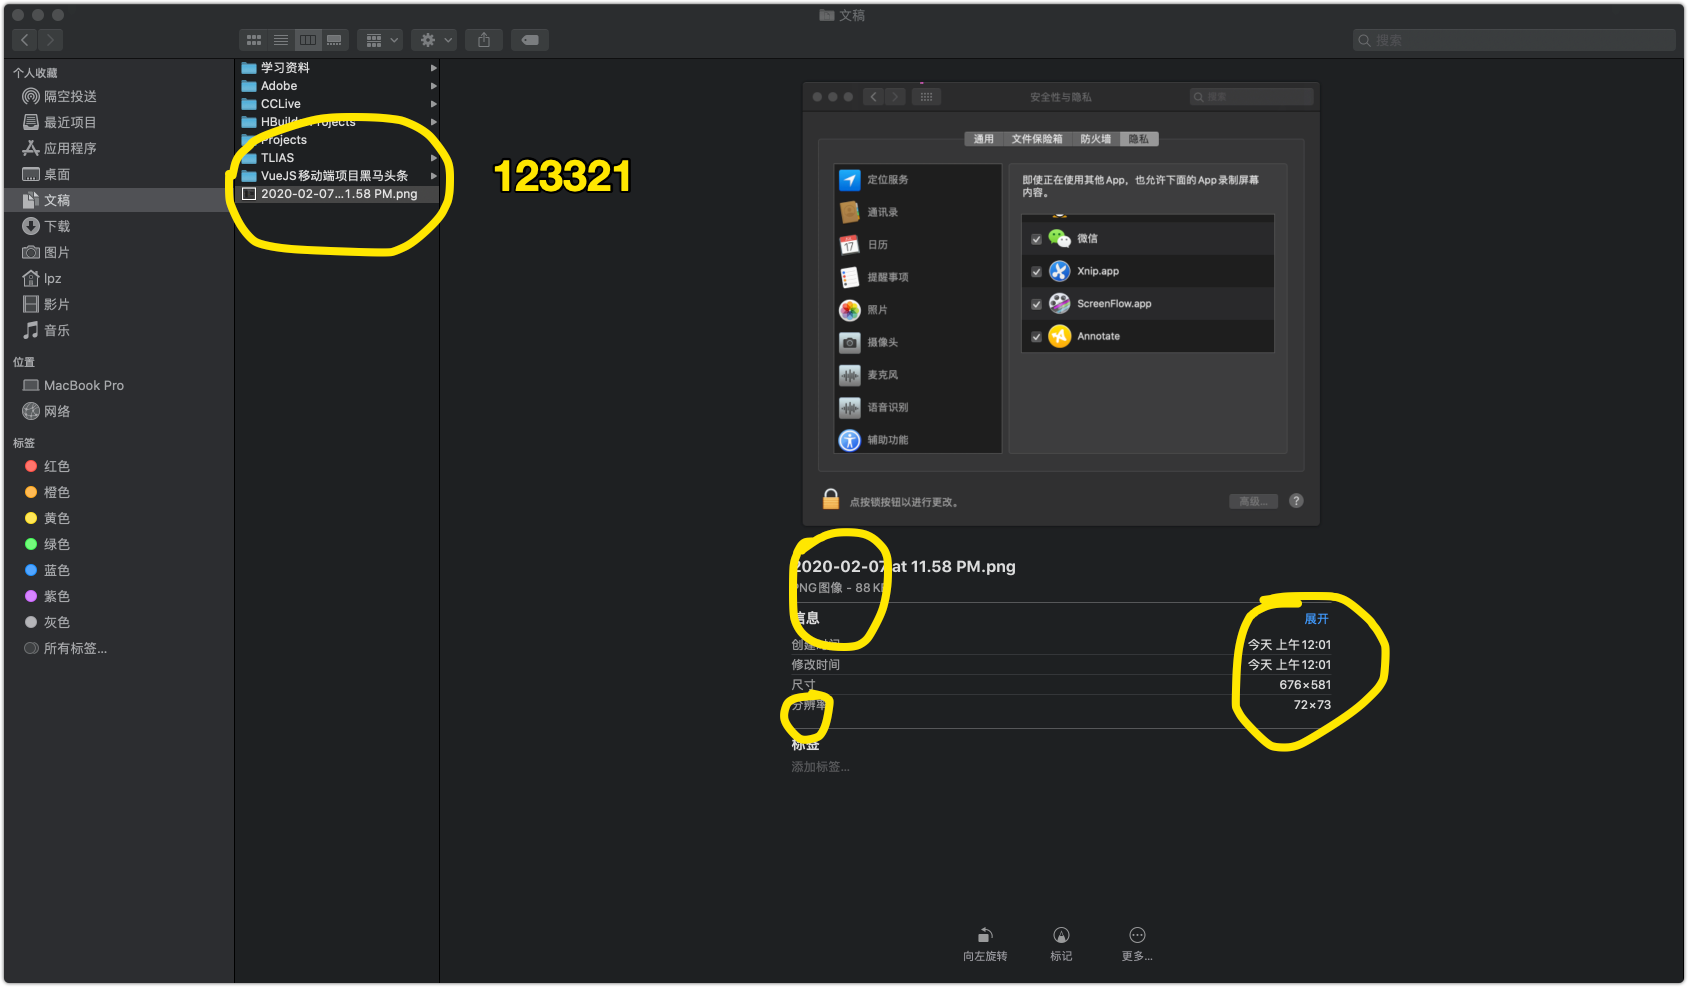 文稿
搜索
个人收藏
隔空投送
最近项目
应用程序
桌面
文稿
下载
图片
lpz
影片
音乐
位置
MacBook Pro
网络
标签
红色
橙色
黄色
绿色
蓝色
紫色
灰色
所有标签...
学习资料
Adobe
CCLive
HBuilderProjects
Projects
TLIAS
VueJS移动端项目黑马头条
2020-02-07...1.58 PM.png
123321
安全性与隐私
搜索
通用 文件保险箱 防火墙 隐私
定位服务
通讯录
17
日历
提醒事项
照片
摄像头
麦克风
语音识别
辅助功能
即使正在使用其他 App，也允许下面的 App 录制屏幕
内容。
微信
Xnip.app
ScreenFlow.app
Annotate
点按锁按钮以进行更改。
高级...
?
2020-02-07 at 11.58 PM.png
PNG图像 - 88 KB
信息 展开
创建时间 今天 上午12:01
修改时间 今天 上午12:01
尺寸 676×581
分辨率 72×73
标签
添加标签...
向左旋转 标记 更多...